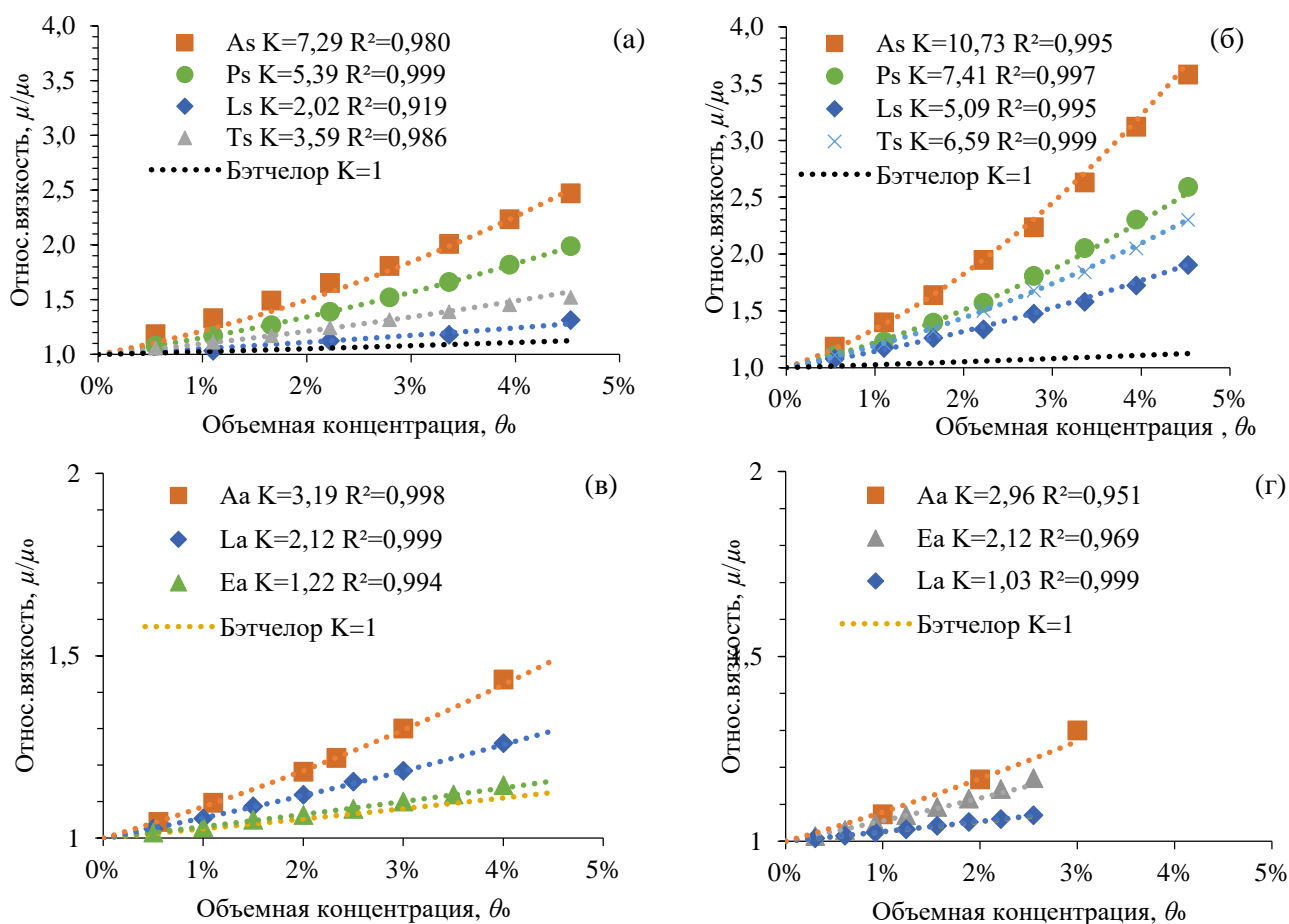 (а)
As K=7,29 R²=0,980
Ps K=5,39 R²=0,999
Ls K=2,02 R²=0,919
Ts K=3,59 R²=0,986
Бэтчелор K=1
Относ.вязкость, μ/μ₀
4,0
3,5
3,0
2,5
2,0
1,5
1,0
0% 1% 2% 3% 4% 5%
Объемная концентрация, θ₀
(б)
As K=10,73 R²=0,995
Ps K=7,41 R²=0,997
Ls K=5,09 R²=0,995
Ts K=6,59 R²=0,999
Бэтчелор K=1
Относ.вязкость, μ/μ₀
4,0
3,5
3,0
2,5
2,0
1,5
1,0
0% 1% 2% 3% 4% 5%
Объемная концентрация , θ₀
(в)
Aa K=3,19 R²=0,998
La K=2,12 R²=0,999
Ea K=1,22 R²=0,994
Бэтчелор K=1
Относ.вязкость, μ/μ₀
2
1,5
1
0% 1% 2% 3% 4% 5%
Объемная концентрация, θ₀
(г)
Aa K=2,96 R²=0,951
Ea K=2,12 R²=0,969
La K=1,03 R²=0,999
Бэтчелор K=1
Относ.вязкость, μ/μ₀
2
1,5
1
0% 1% 2% 3% 4% 5%
Объемная концентрация, θ₀